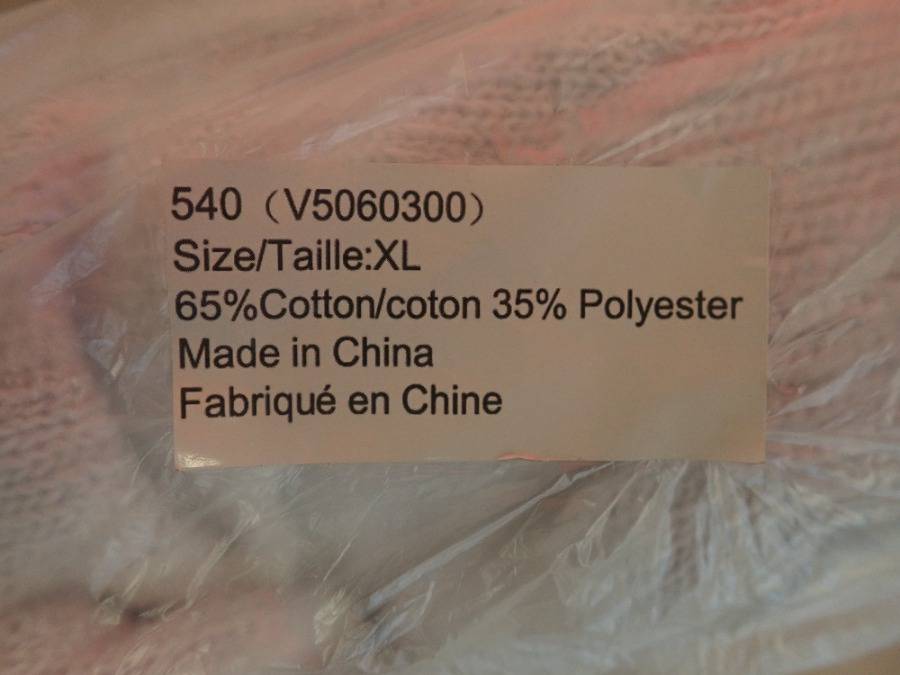 540（V5060300）
Size/Taille:XL
65%Cotton/coton 35% Polyester
Made in China
Fabriqué en Chine